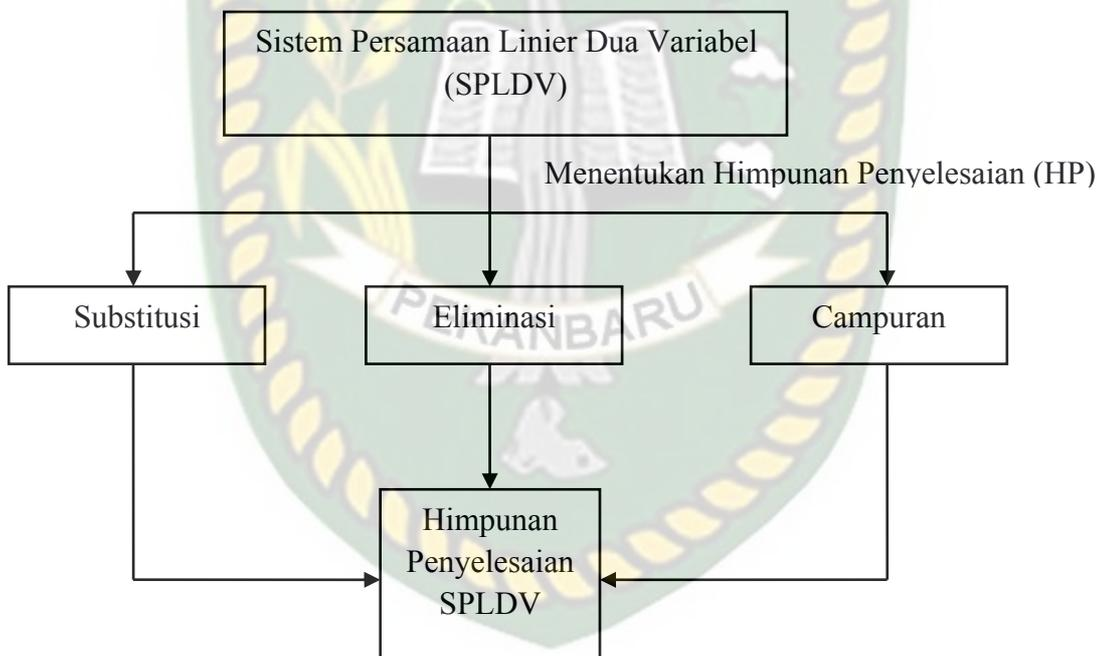 Sistem Persamaan Linier Dua Variabel
(SPLDV)
Menentukan Himpunan Penyelesaian (HP)
Substitusi
Eliminasi
Campuran
PEKANBARU
Himpunan
Penyelesaian
SPLDV